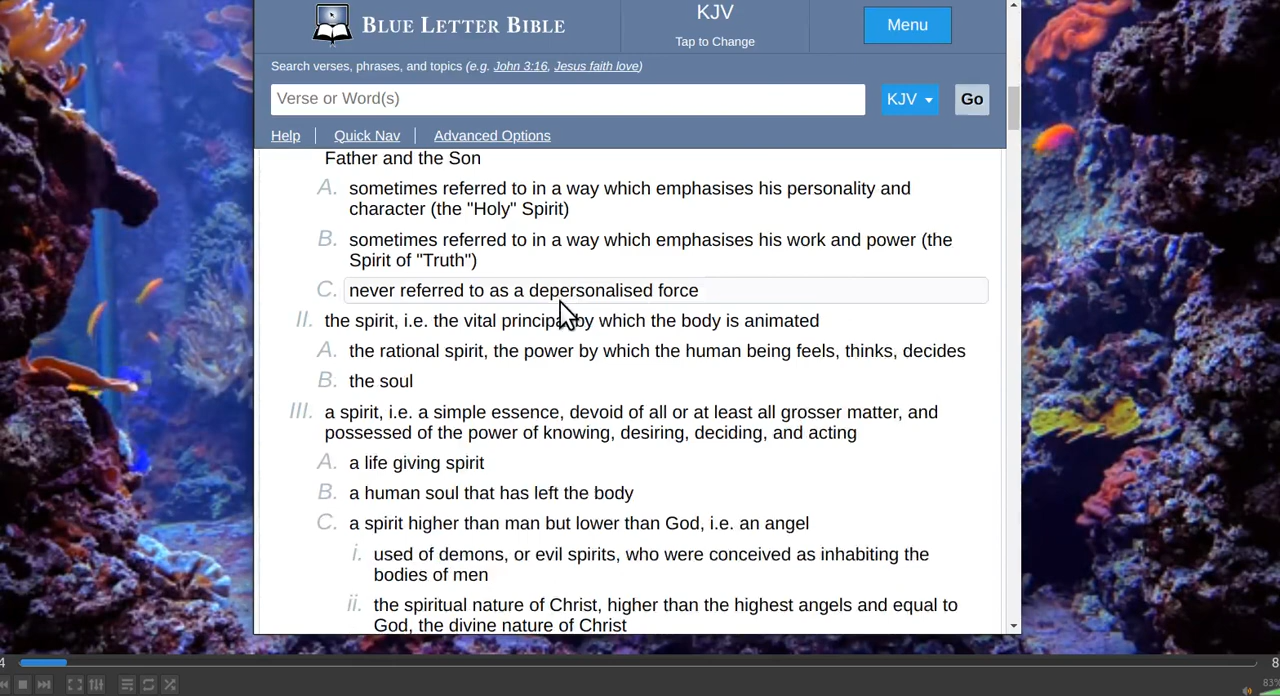 BLUE LETTER BIBLE
KJV
Tap to Change
Menu
Search verses, phrases, and topics (e.g. John 3:16, Jesus faith love)
Verse or Word(s)
KJV
Go
Help
Quick Nav
Advanced Options
Father and the Son
A. sometimes referred to in a way which emphasises his personality and
character (the "Holy" Spirit)
B. sometimes referred to in a way which emphasises his work and power (the
Spirit of "Truth")
C. never referred to as a depersonalised force
II. the spirit, i.e. the vital principal by which the body is animated
A. the rational spirit, the power by which the human being feels, thinks, decides
B. the soul
III. a spirit, i.e. a simple essence, devoid of all or at least all grosser matter, and
possessed of the power of knowing, desiring, deciding, and acting
A. a life giving spirit
B. a human soul that has left the body
C. a spirit higher than man but lower than God, i.e. an angel
i. used of demons, or evil spirits, who were conceived as inhabiting the
bodies of men
ii. the spiritual nature of Christ, higher than the highest angels and equal to
God, the divine nature of Christ
4
8
83%